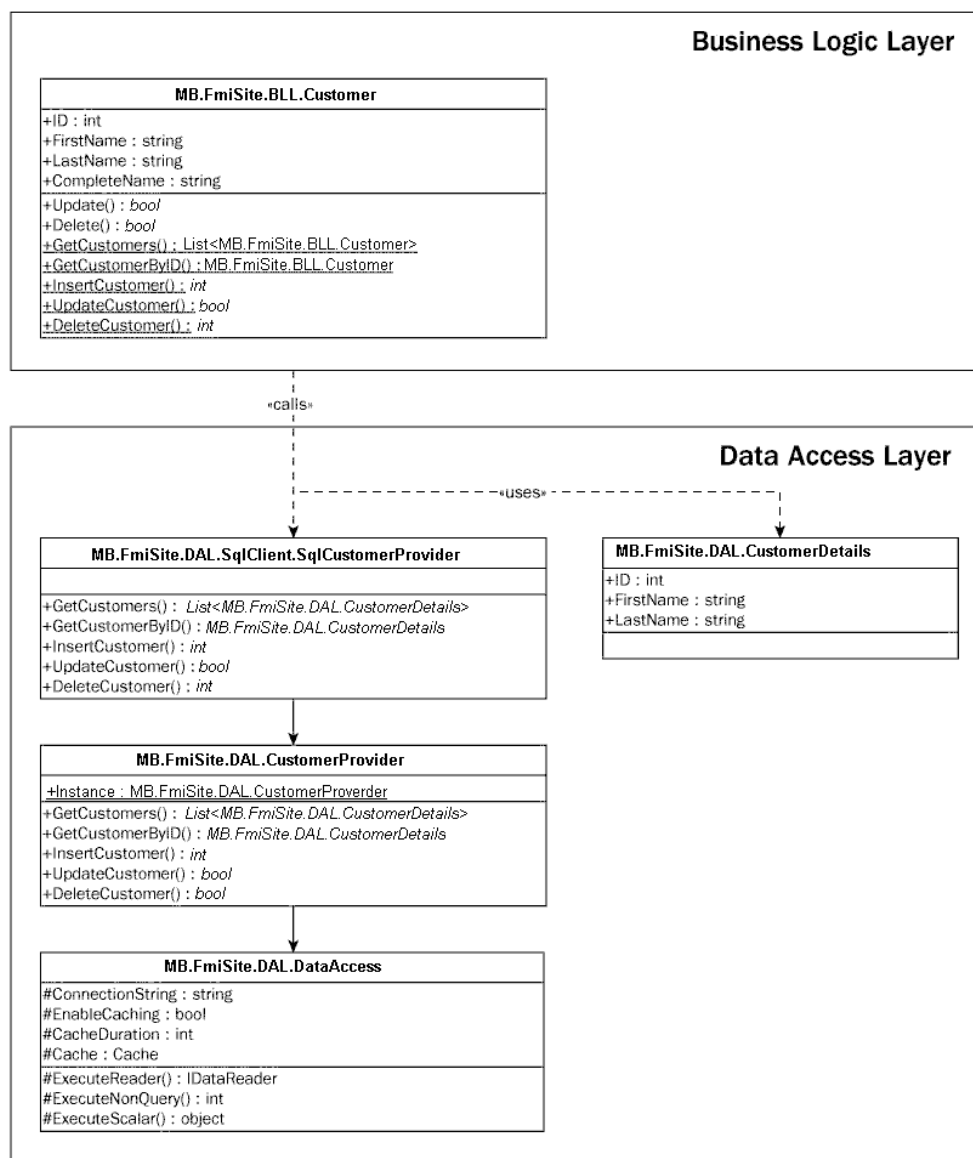 Business Logic Layer
MB.FmiSite.BLL.Customer
+ID : int
+FirstName : string
+LastName : string
+CompleteName : string
+Update() : bool
+Delete() : bool
+GetCustomers() : List<MB.FmiSite.BLL.Customer>
+GetCustomerByID() : MB.FmiSite.BLL.Customer
+InsertCustomer() : int
+UpdateCustomer() : bool
+DeleteCustomer() : int
«calls»
Data Access Layer
«uses»
MB.FmiSite.DAL.SqlClient.SqlCustomerProvider
+GetCustomers() : List<MB.FmiSite.DAL.CustomerDetails>
+GetCustomerByID() : MB.FmiSite.DAL.CustomerDetails
+InsertCustomer() : int
+UpdateCustomer() : bool
+DeleteCustomer() : int
MB.FmiSite.DAL.CustomerDetails
+ID : int
+FirstName : string
+LastName : string
MB.FmiSite.DAL.CustomerProvider
+Instance : MB.FmiSite.DAL.CustomerProverder
+GetCustomers() : List<MB.FmiSite.DAL.CustomerDetails>
+GetCustomerByID() : MB.FmiSite.DAL.CustomerDetails
+InsertCustomer() : int
+UpdateCustomer() : bool
+DeleteCustomer() : bool
MB.FmiSite.DAL.DataAccess
#ConnectionString : string
#EnableCaching : bool
#CacheDuration : int
#Cache : Cache
#ExecuteReader() : IDataReader
#ExecuteNonQuery() : int
#ExecuteScalar() : object